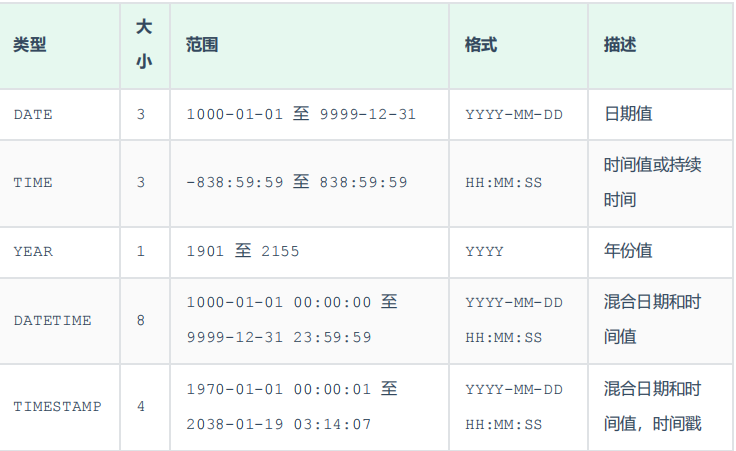 类型 大小 范围 格式 描述
DATE 3 1000-01-01 至 9999-12-31 YYYY-MM-DD 日期值
TIME 3 -838:59:59 至 838:59:59 HH:MM:SS 时间值或持续时间
YEAR 1 1901 至 2155 YYYY 年份值
DATETIME 8 1000-01-01 00:00:00 至 9999-12-31 23:59:59 YYYY-MM-DD HH:MM:SS 混合日期和时间值
TIMESTAMP 4 1970-01-01 00:00:01 至 2038-01-19 03:14:07 YYYY-MM-DD HH:MM:SS 混合日期和时间值，时间戳